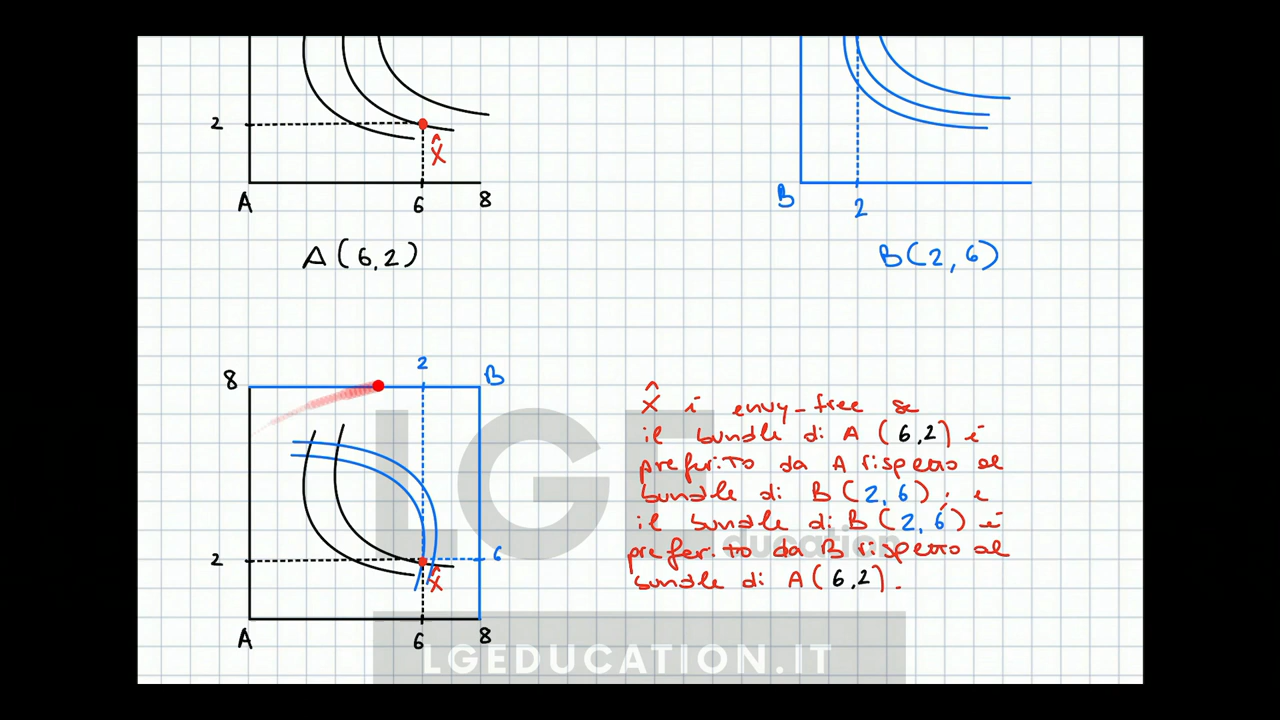 2
X̂
A
6
8
B
2
A(6,2)
B(2,6)
2
8
B
X̂ è envy-free se
il bundle di A (6,2) è
preferito da A rispetto al
bundle di B (2,6); e
il bundle di B (2,6) è
preferito da B rispetto al
bundle di A (6,2).
2
6
X̂
A
6
8
LGE
ducation
LGEDUCATION.IT